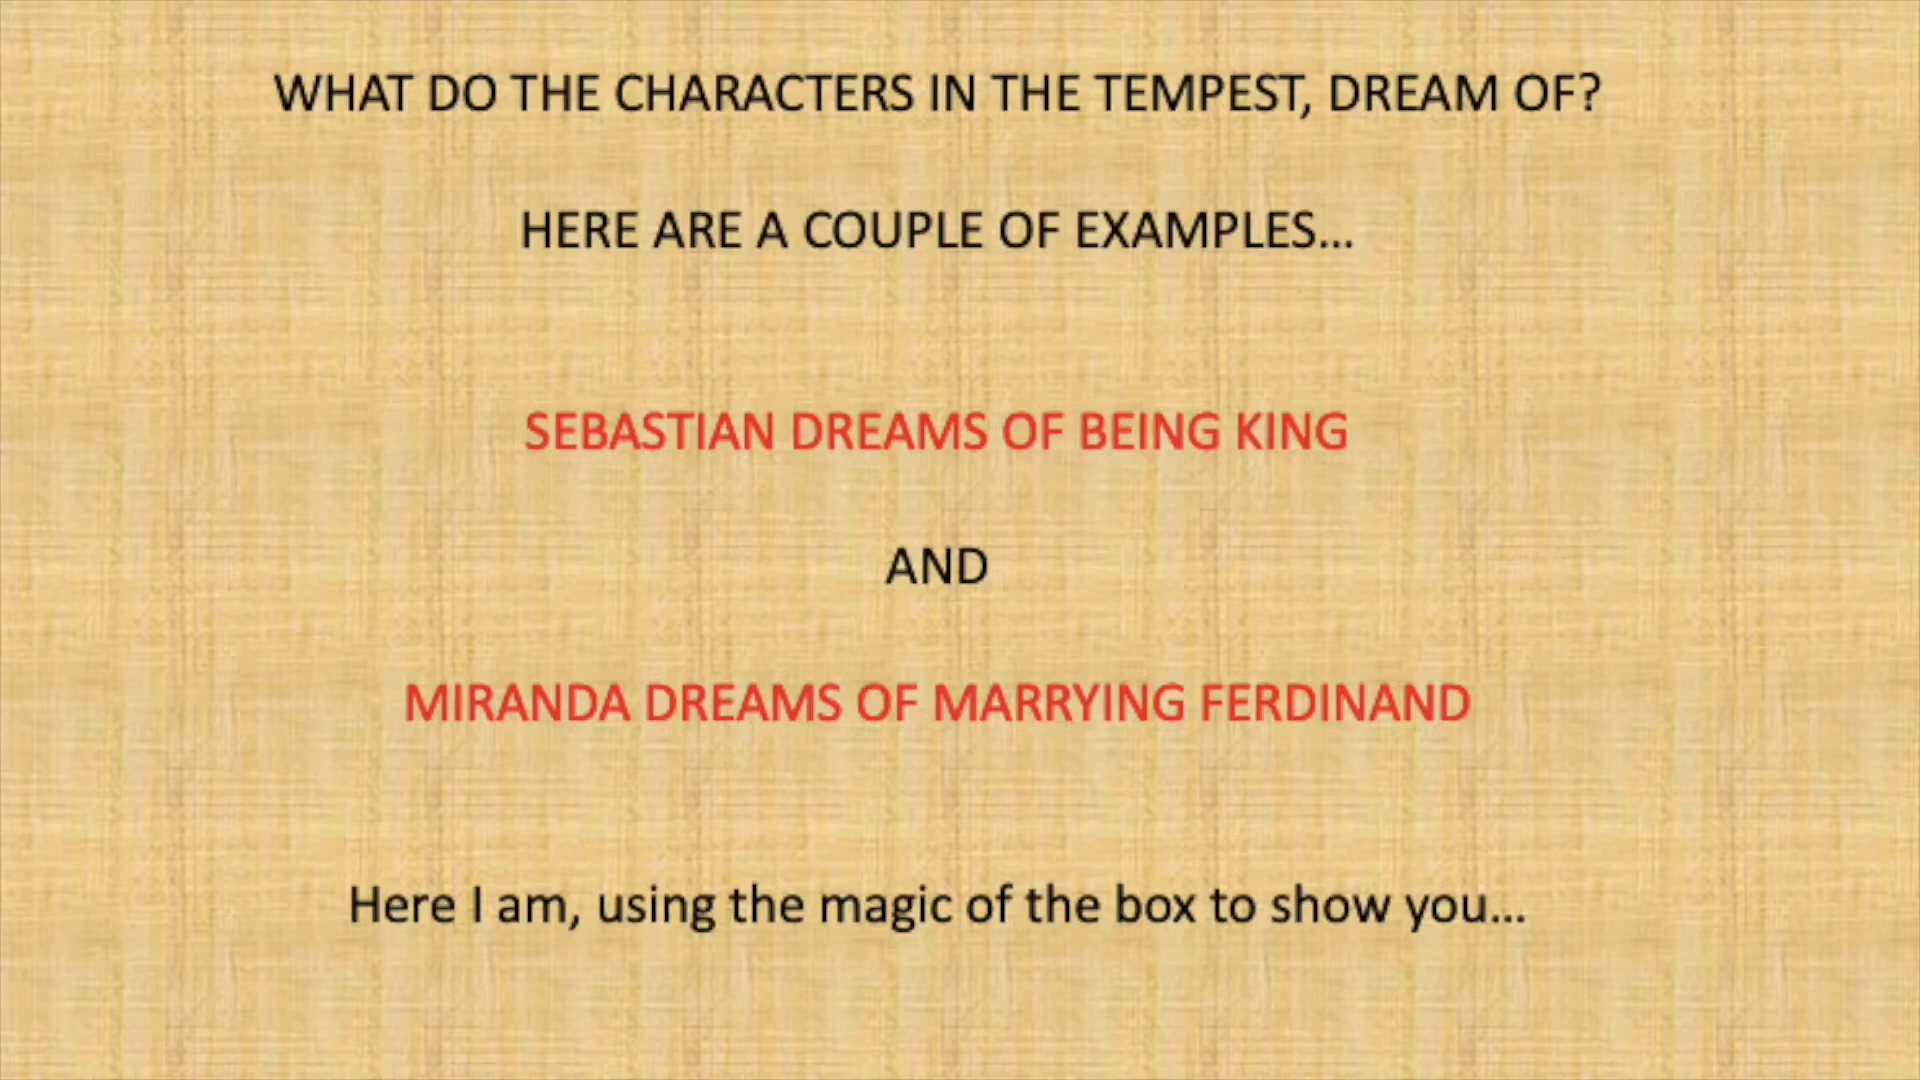 WHAT DO THE CHARACTERS IN THE TEMPEST, DREAM OF?
HERE ARE A COUPLE OF EXAMPLES...
SEBASTIAN DREAMS OF BEING KING
AND
MIRANDA DREAMS OF MARRYING FERDINAND
Here I am, using the magic of the box to show you...